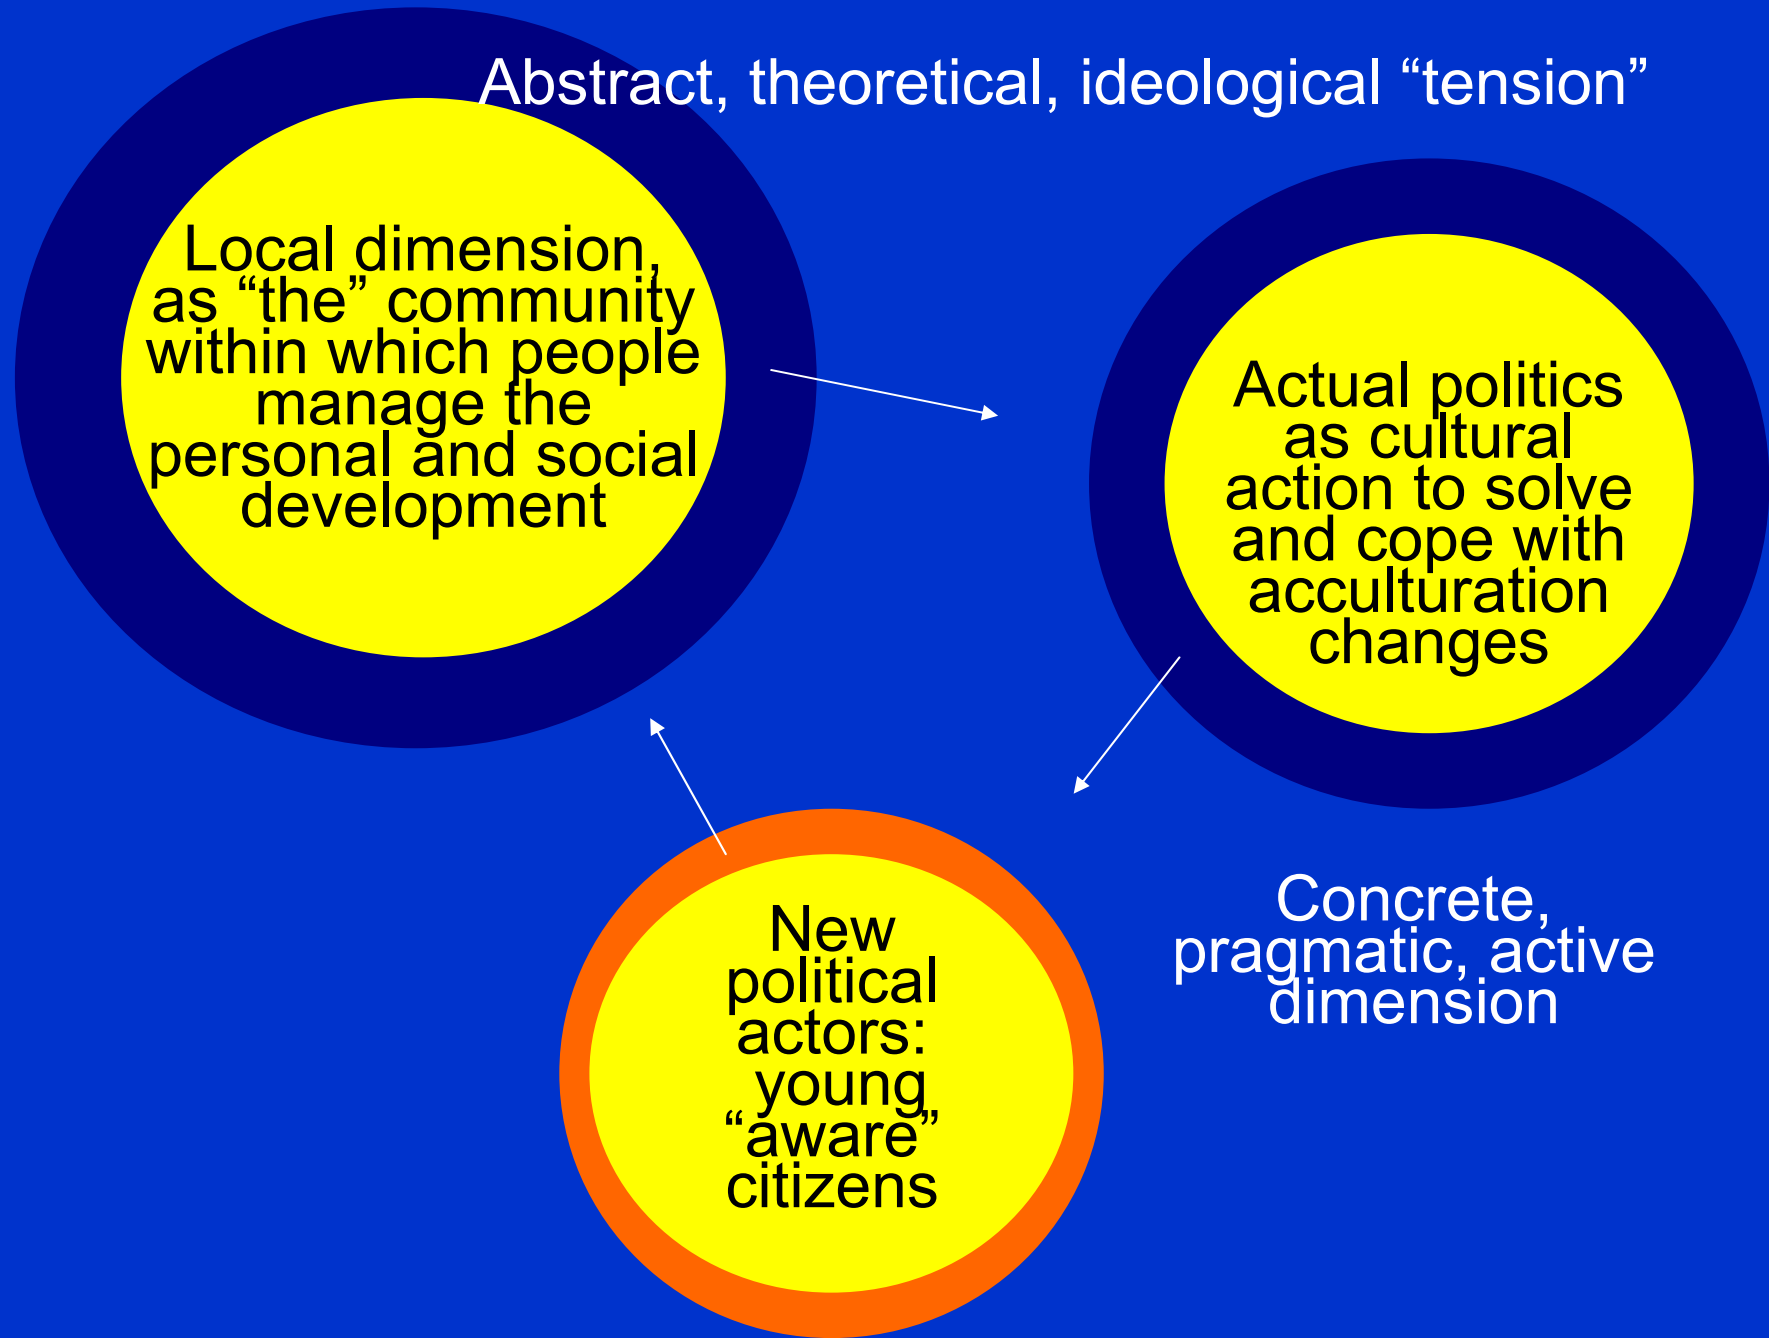 Abstract, theoretical, ideological “tension”
Local dimension,
as “the” community
within which people
manage the
personal and social
development
Actual politics
as cultural
action to solve
and cope with
acculturation
changes
New
political
actors:
young
“aware”
citizens
Concrete,
pragmatic, active
dimension